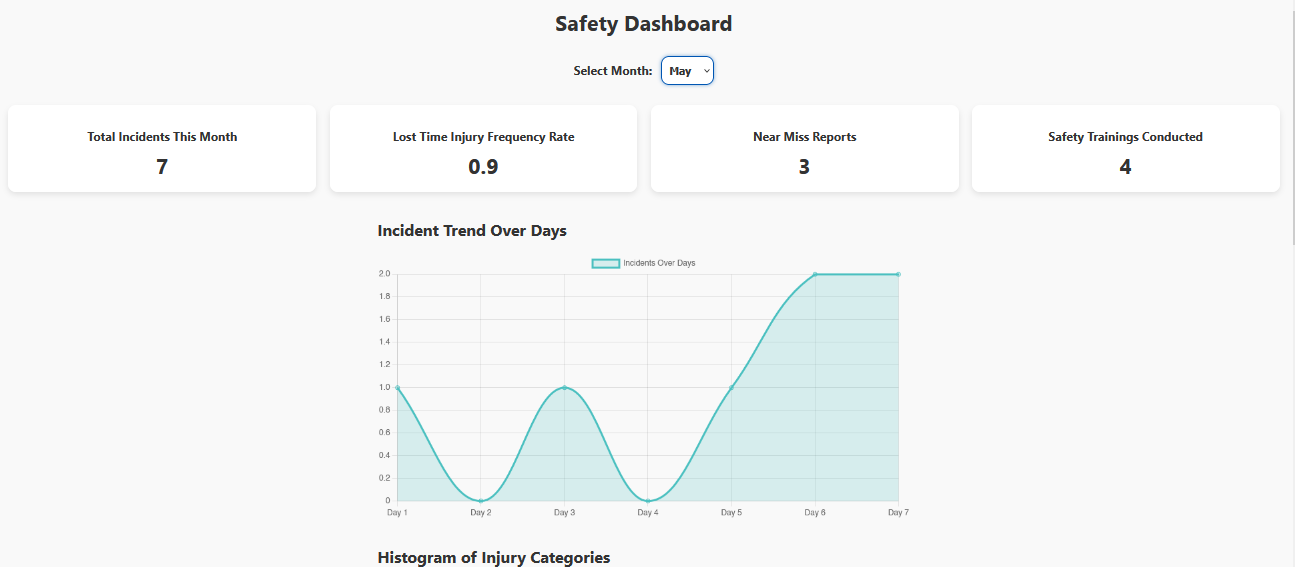 Safety Dashboard
Select Month: May
Total Incidents This Month
7
Lost Time Injury Frequency Rate
0.9
Near Miss Reports
3
Safety Trainings Conducted
4
Incident Trend Over Days
Incidents Over Days
2.0
1.8
1.6
1.4
1.2
1.0
0.8
0.6
0.4
0.2
0
Day 1 Day 2 Day 3 Day 4 Day 5 Day 6 Day 7
Histogram of Injury Categories